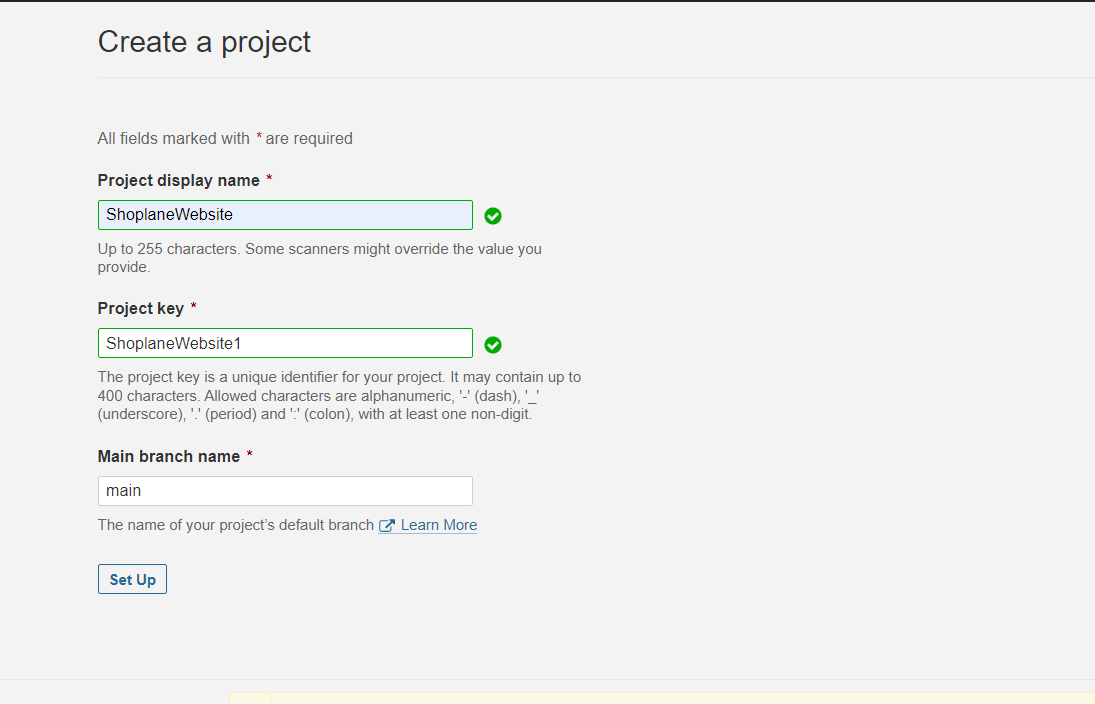 Create a project
All fields marked with * are required
Project display name *
ShoplaneWebsite
Up to 255 characters. Some scanners might override the value you
provide.
Project key *
ShoplaneWebsite1
The project key is a unique identifier for your project. It may contain up to
400 characters. Allowed characters are alphanumeric, '-' (dash), '_'
(underscore), '.' (period) and ':' (colon), with at least one non-digit.
Main branch name *
main
The name of your project’s default branch Learn More
Set Up